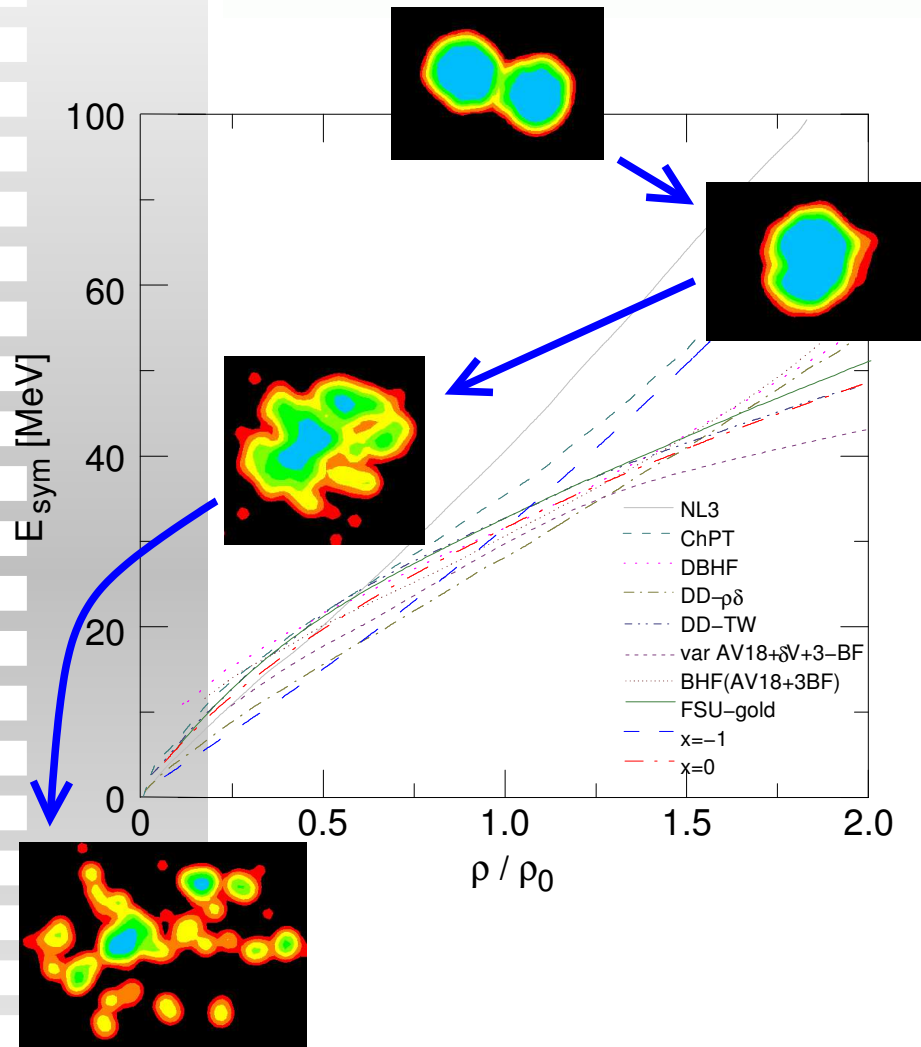 100
80
60
40
20
0
E_sym [MeV]
NL3
ChPT
DBHF
DD-ρδ
DD-TW
var AV18+δV+3-BF
BHF(AV18+3BF)
FSU-gold
x=-1
x=0
0 0.5 1.0 1.5 2.0
ρ / ρ_0